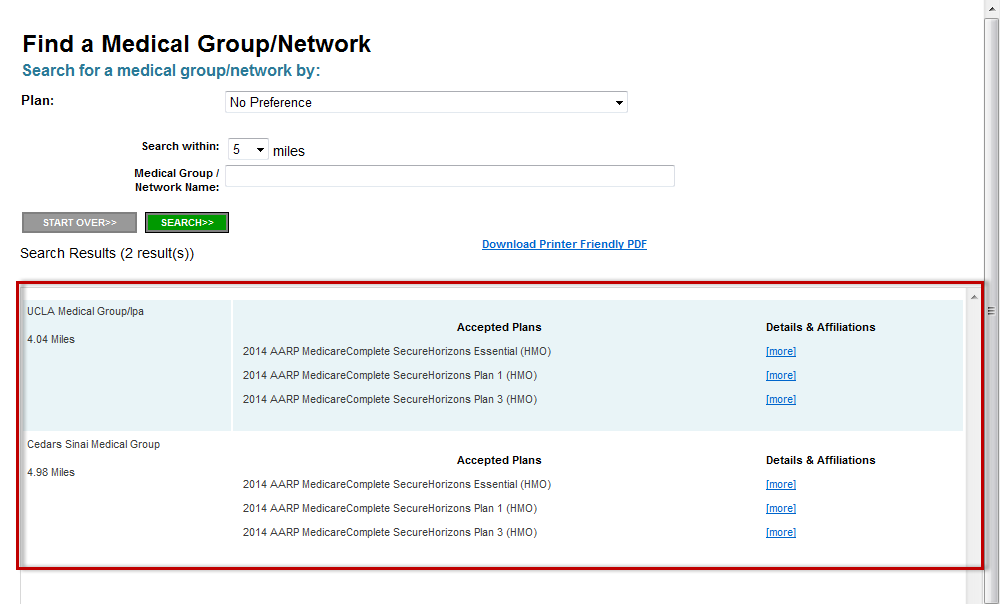 Find a Medical Group/Network
Search for a medical group/network by:
Plan:
No Preference
Search within:
5
miles
Medical Group /
Network Name:
START OVER>>
SEARCH>>
Download Printer Friendly PDF
Search Results (2 result(s))
UCLA Medical Group/Ipa
4.04 Miles
Accepted Plans
Details & Affiliations
2014 AARP MedicareComplete SecureHorizons Essential (HMO)
[more]
2014 AARP MedicareComplete SecureHorizons Plan 1 (HMO)
[more]
2014 AARP MedicareComplete SecureHorizons Plan 3 (HMO)
[more]
Cedars Sinai Medical Group
4.98 Miles
Accepted Plans
Details & Affiliations
2014 AARP MedicareComplete SecureHorizons Essential (HMO)
[more]
2014 AARP MedicareComplete SecureHorizons Plan 1 (HMO)
[more]
2014 AARP MedicareComplete SecureHorizons Plan 3 (HMO)
[more]